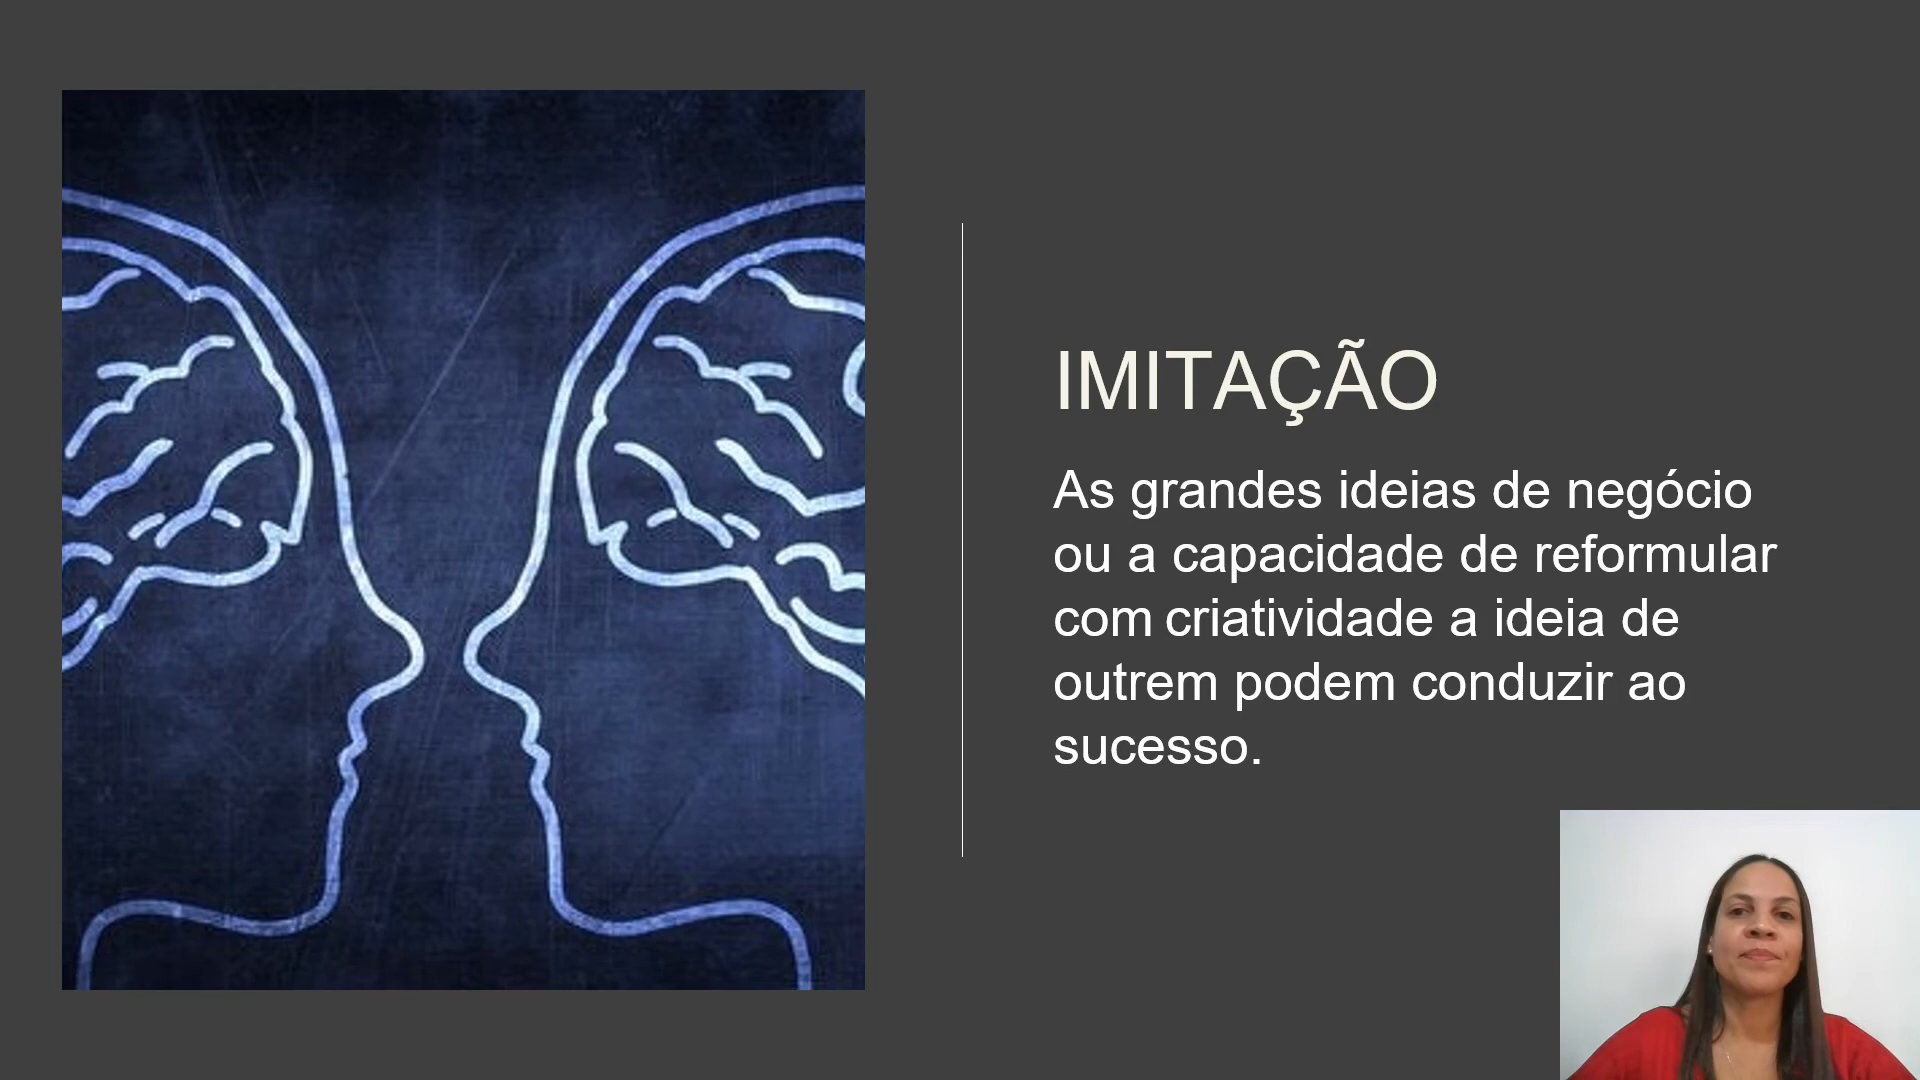 IMITAÇÃO
As grandes ideias de negócio
ou a capacidade de reformular
com criatividade a ideia de
outrem podem conduzir ao
sucesso.